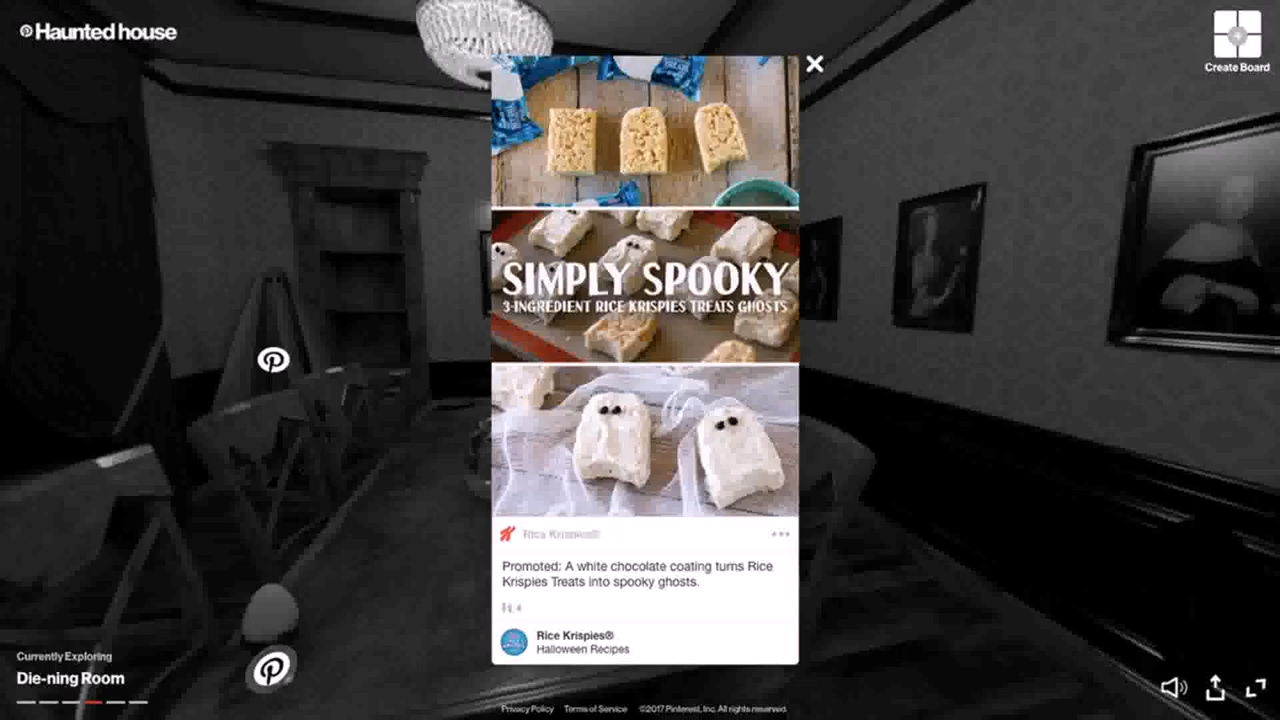 Haunted house
Create Board
SIMPLY SPOOKY
3-INGREDIENT RICE KRISPIES TREATS GHOSTS
Rice Krispies®
Promoted: A white chocolate coating turns Rice
Krispies Treats into spooky ghosts.
Rice Krispies®
Halloween Recipes
Currently Exploring
Die-ning Room
Privacy Policy Terms of Service ©2017 Pinterest, Inc. All rights reserved.